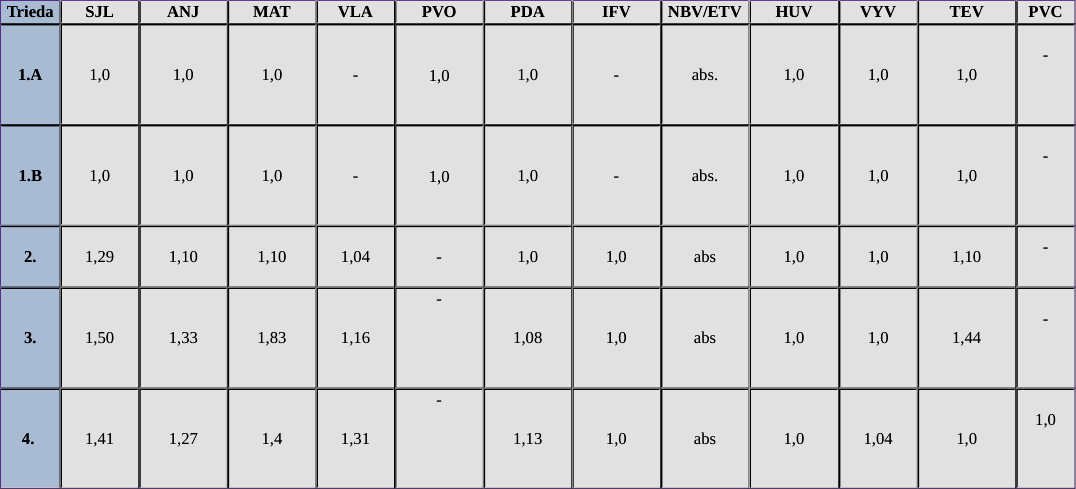 Trieda SJL ANJ MAT VLA PVO PDA IFV NBV/ETV HUV VYV TEV PVC
1.A 1,0 1,0 1,0 - 1,0 1,0 - abs. 1,0 1,0 1,0 -
1.B 1,0 1,0 1,0 - 1,0 1,0 - abs. 1,0 1,0 1,0 -
2. 1,29 1,10 1,10 1,04 - 1,0 1,0 abs 1,0 1,0 1,10 -
3. 1,50 1,33 1,83 1,16 - 1,08 1,0 abs 1,0 1,0 1,44 -
4. 1,41 1,27 1,4 1,31 - 1,13 1,0 abs 1,0 1,04 1,0 1,0